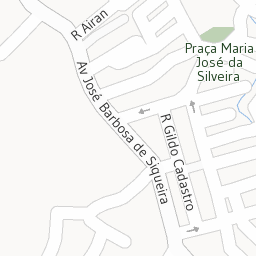 R Airan
Praça Maria
José da
Silveira
Av José Barbosa de Siqueira
R Gildo Cadastro